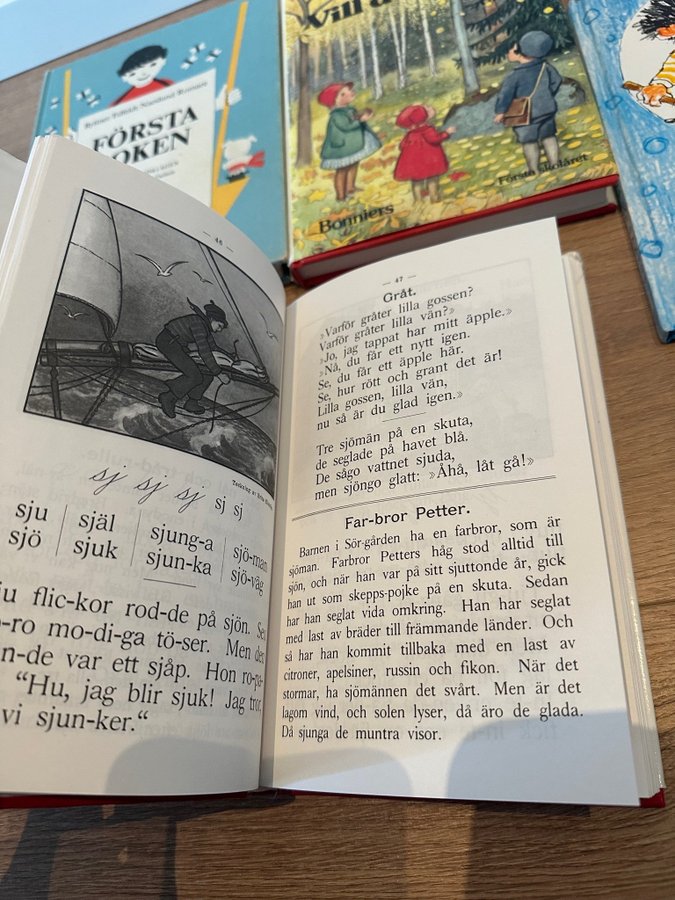 FÖRSTA
BOKEN
Vill d
Första skolåret
Bonniers
— 46 —
sj sj sj sj sj
sju
själ
sjung-a
sjö-man
sjö
sjuk
sjun-ka
sjö-våg
flic-kor rod-de på sjön.
mo-di-ga tö-ser. Men
var ett sjåp. Hon
"Hu, jag blir sjuk! Jag tror,
vi sjun-ker."
— 47 —
Gråt.
»Varför gråter lilla gossen?
Varför gråter lilla vän?»
»Jo, jag tappat har mitt äpple.»
»Nå, du får ett nytt igen.
Se, du får ett äpple här.
Se, hur rött och grant det är!
Lilla gossen, lilla vän,
nu så är du glad igen.»
Tre sjömän på en skuta,
de seglade på havet blå.
De sågo vattnet sjuda,
men sjöngo glatt: »Åhå, låt gå!»
Far-bror Petter.
Barnen i Sör-gården ha en farbror, som är
sjöman. Farbror Petters håg stod alltid till
sjön, och när han var på sitt sjuttonde år, gick
han ut som skepps-pojke på en skuta. Sedan
har han seglat vida omkring. Han har seglat
med last av bräder till främmande länder. Och
så har han kommit tillbaka med en last av
citroner, apelsiner, russin och fikon. När det
stormar, ha sjömännen det svårt. Men är det
lagom vind, och solen lyser, då äro de glada.
Då sjunga de muntra visor.